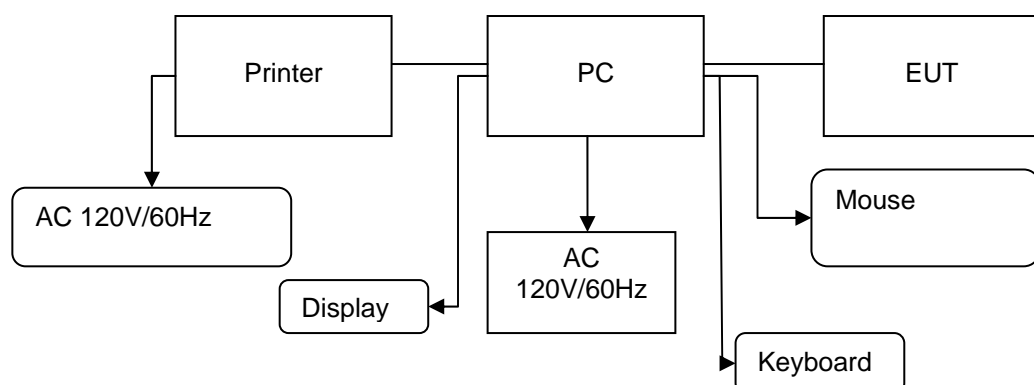 Printer
PC
EUT
AC 120V/60Hz
Mouse
AC
120V/60Hz
Display
Keyboard